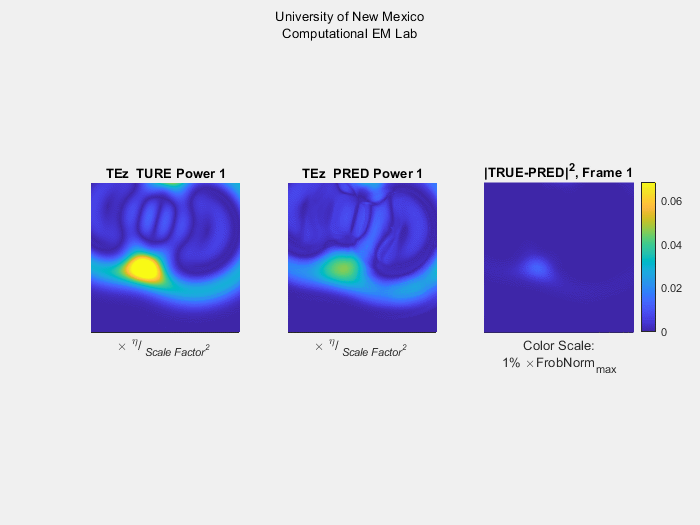 University of New Mexico
Computational EM Lab
TEz TURE Power 1
TEz PRED Power 1
|TRUE-PRED|², Frame 1
0.06
0.04
0.02
0
× η/ Scale Factor²
× η/ Scale Factor²
Color Scale:
1% ×FrobNorm_max